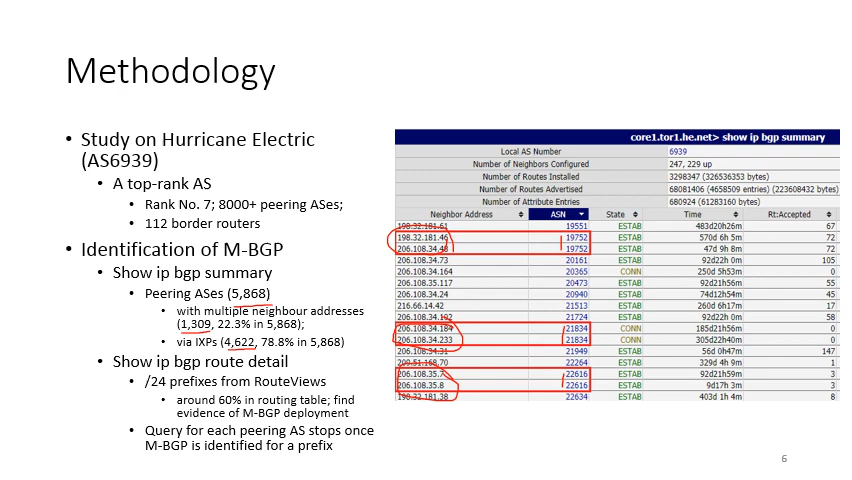 Methodology
• Study on Hurricane Electric
(AS6939)
• A top-rank AS
• Rank No. 7; 8000+ peering ASes;
• 112 border routers
• Identification of M-BGP
• Show ip bgp summary
• Peering ASes (5,868)
• with multiple neighbour addresses
(1,309, 22.3% in 5,868);
• via IXPs (4,622, 78.8% in 5,868)
• Show ip bgp route detail
• /24 prefixes from RouteViews
• around 60% in routing table; find
evidence of M-BGP deployment
• Query for each peering AS stops once
M-BGP is identified for a prefix
core1.tor1.he.net> show ip bgp summary
Local AS Number 6939
Number of Neighbors Configured 247, 229 up
Number of Routes Installed 3298347 (326536353 bytes)
Number of Routes Advertised 68081406 (4658509 entries) (223608432 bytes)
Number of Attribute Entries 680924 (61283160 bytes)
Neighbor Address ASN State Time Rt:Accepted
198.32.181.61 19551 ESTAB 483d20h26m 67
198.32.181.46 19752 ESTAB 570d 6h 5m 72
206.108.34.48 19752 ESTAB 47d 9h 8m 72
206.108.34.73 20161 ESTAB 92d22h 0m 105
206.108.34.164 20365 CONN 250d 5h53m 0
206.108.35.117 20473 ESTAB 92d21h56m 55
206.108.34.24 20940 ESTAB 74d12h54m 45
216.66.14.42 21513 ESTAB 260d 6h17m 17
206.108.34.192 21724 ESTAB 92d22h 0m 58
206.108.34.184 21834 CONN 185d21h56m 0
206.108.34.233 21834 CONN 305d22h40m 0
206.108.34.31 21949 ESTAB 56d 0h47m 147
209.51.168.70 22264 ESTAB 329d 4h 9m 1
206.108.35.7 22616 ESTAB 92d21h59m 3
206.108.35.8 22616 ESTAB 9d17h 3m 3
198.32.181.38 22634 ESTAB 403d 1h 4m 8
6